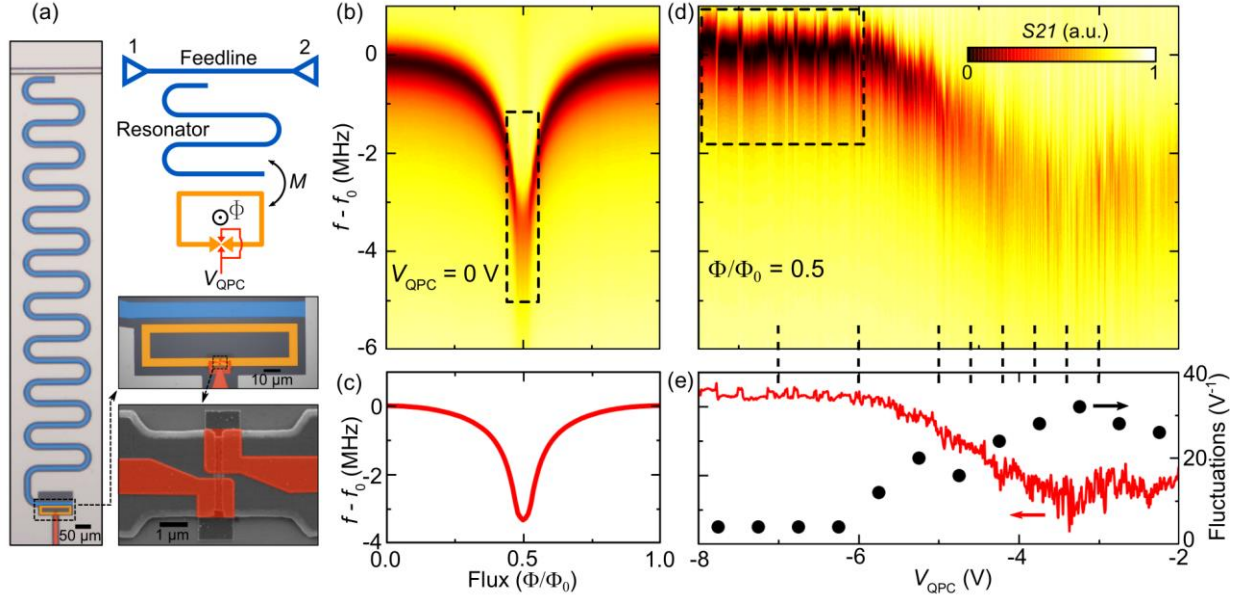 (a)
1
2
Feedline
Resonator
M
Φ
V_QPC
10 µm
50 µm
1 µm
(b)
f - f_0 (MHz)
0
-2
-4
-6
V_QPC = 0 V
(c)
f - f_0 (MHz)
0
-2
-4
0.0
0.5
1.0
Flux (Φ/Φ_0)
(d)
S21 (a.u.)
0
1
Φ/Φ_0 = 0.5
(e)
40
20
0
Fluctuations (V^-1)
-8
-6
-4
-2
V_QPC (V)